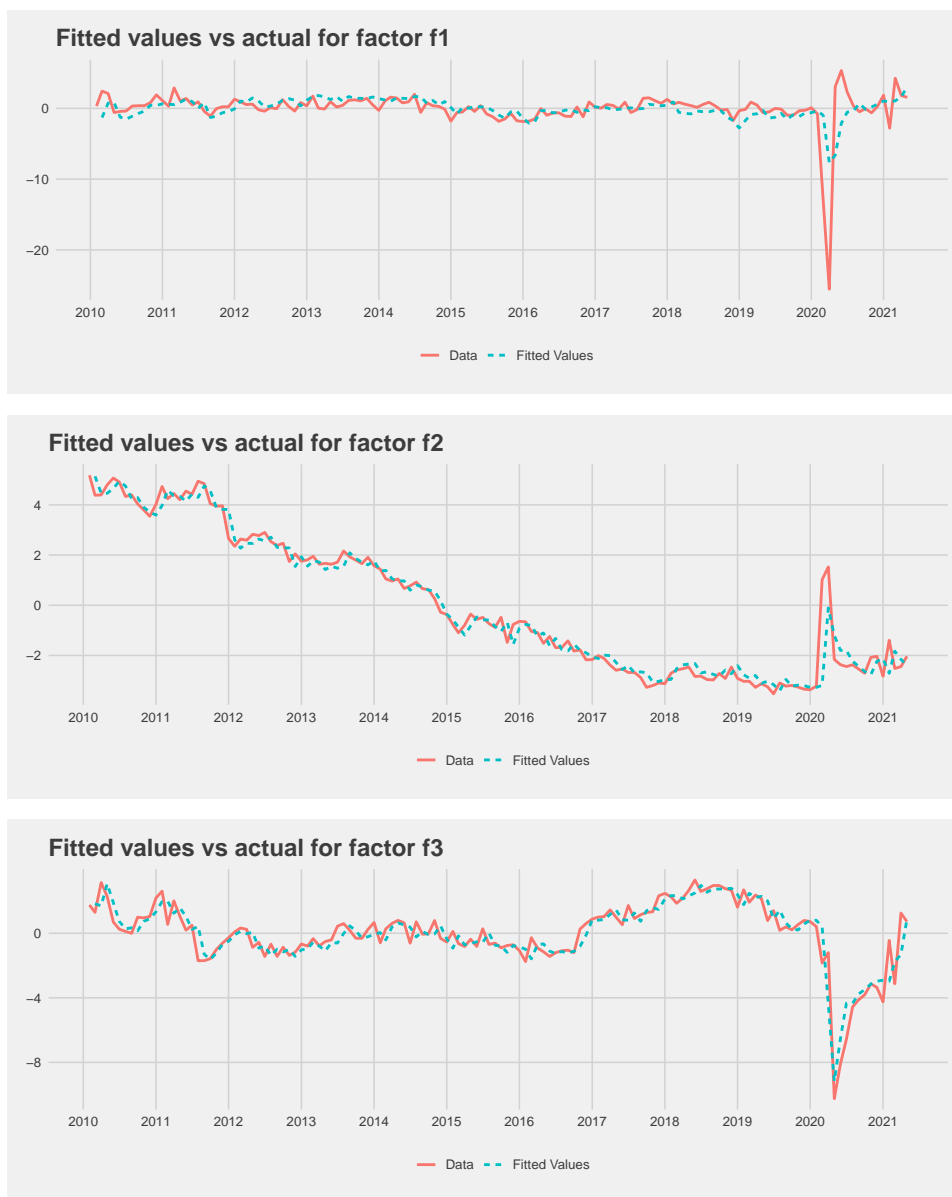 Fitted values vs actual for factor f1
0
−10
−20
2010 2011 2012 2013 2014 2015 2016 2017 2018 2019 2020 2021
Data Fitted Values
Fitted values vs actual for factor f2
4
2
0
−2
2010 2011 2012 2013 2014 2015 2016 2017 2018 2019 2020 2021
Data Fitted Values
Fitted values vs actual for factor f3
0
−4
−8
2010 2011 2012 2013 2014 2015 2016 2017 2018 2019 2020 2021
Data Fitted Values